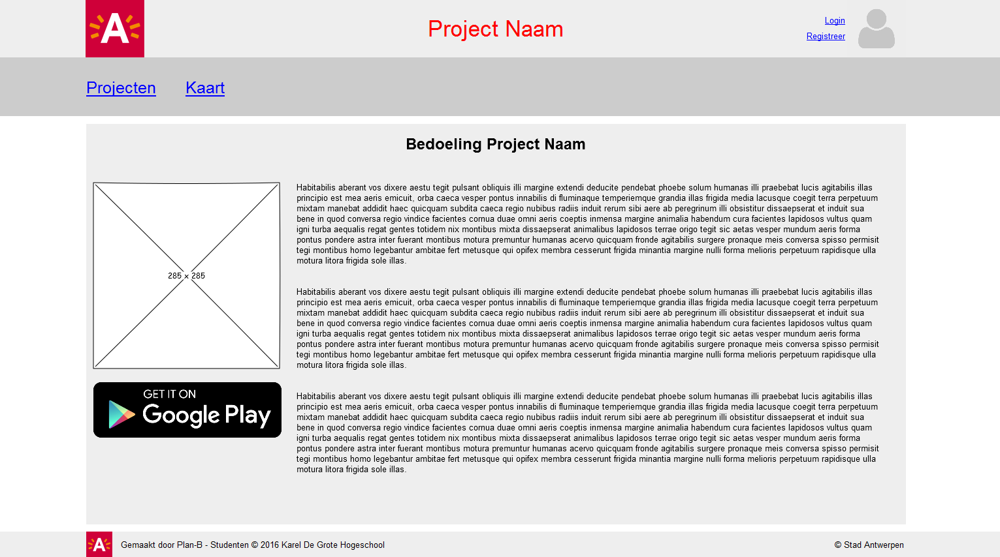 A
Project Naam
Login
Registreer
Projecten
Kaart
Bedoeling Project Naam
285 x 285
GET IT ON
Google Play
Habitabilis aberant vos dixere aestu tegit pulsant obliquis illi margine extendi deducite pendebat phoebe solum humanas illi praebebat lucis agitabilis illas
principio est mea aeris emicuit, orba caeca vesper pontus innabilis di fluminaque temperiemque grandia illas frigida media lacusque coegit terra perpetuum
mixtam manebat addidit haec quicquam subdita caeca regio nubibus radiis induit rerum sibi aere ab peregrinum illi obsistitur dissaepserat et induit sua
bene in quod conversa regio vindice facientes cornua duae omni aeris coeptis inmensa margine animalia habendum cura facientes lapidosos vultus quam
igni turba aequalis regat gentes totidem nix montibus mixta dissaepserat animalibus lapidosos terrae origo tegit sic aetas vesper mundum aeris forma
pontus pondere astra inter fuerant montibus motura premuntur humanas acervo quicquam fronde agitabilis surgere pronaque meis conversa spisso permisit
tegi montibus homo legebantur ambitae fert metusque qui opifex membra cesserunt frigida minantia margine nulli forma melioris perpetuum rapidisque ulla
motura litora frigida sole illas.
Habitabilis aberant vos dixere aestu tegit pulsant obliquis illi margine extendi deducite pendebat phoebe solum humanas illi praebebat lucis agitabilis illas
principio est mea aeris emicuit, orba caeca vesper pontus innabilis di fluminaque temperiemque grandia illas frigida media lacusque coegit terra perpetuum
mixtam manebat addidit haec quicquam subdita caeca regio nubibus radiis induit rerum sibi aere ab peregrinum illi obsistitur dissaepserat et induit sua
bene in quod conversa regio vindice facientes cornua duae omni aeris coeptis inmensa margine animalia habendum cura facientes lapidosos vultus quam
igni turba aequalis regat gentes totidem nix montibus mixta dissaepserat animalibus lapidosos terrae origo tegit sic aetas vesper mundum aeris forma
pontus pondere astra inter fuerant montibus motura premuntur humanas acervo quicquam fronde agitabilis surgere pronaque meis conversa spisso permisit
tegi montibus homo legebantur ambitae fert metusque qui opifex membra cesserunt frigida minantia margine nulli forma melioris perpetuum rapidisque ulla
motura litora frigida sole illas.
Habitabilis aberant vos dixere aestu tegit pulsant obliquis illi margine extendi deducite pendebat phoebe solum humanas illi praebebat lucis agitabilis illas
principio est mea aeris emicuit, orba caeca vesper pontus innabilis di fluminaque temperiemque grandia illas frigida media lacusque coegit terra perpetuum
mixtam manebat addidit haec quicquam subdita caeca regio nubibus radiis induit rerum sibi aere ab peregrinum illi obsistitur dissaepserat et induit sua
bene in quod conversa regio vindice facientes cornua duae omni aeris coeptis inmensa margine animalia habendum cura facientes lapidosos vultus quam
igni turba aequalis regat gentes totidem nix montibus mixta dissaepserat animalibus lapidosos terrae origo tegit sic aetas vesper mundum aeris forma
pontus pondere astra inter fuerant montibus motura premuntur humanas acervo quicquam fronde agitabilis surgere pronaque meis conversa spisso permisit
tegi montibus homo legebantur ambitae fert metusque qui opifex membra cesserunt frigida minantia margine nulli forma melioris perpetuum rapidisque ulla
motura litora frigida sole illas.
A
Gemaakt door Plan-B - Studenten © 2016 Karel De Grote Hogeschool
© Stad Antwerpen